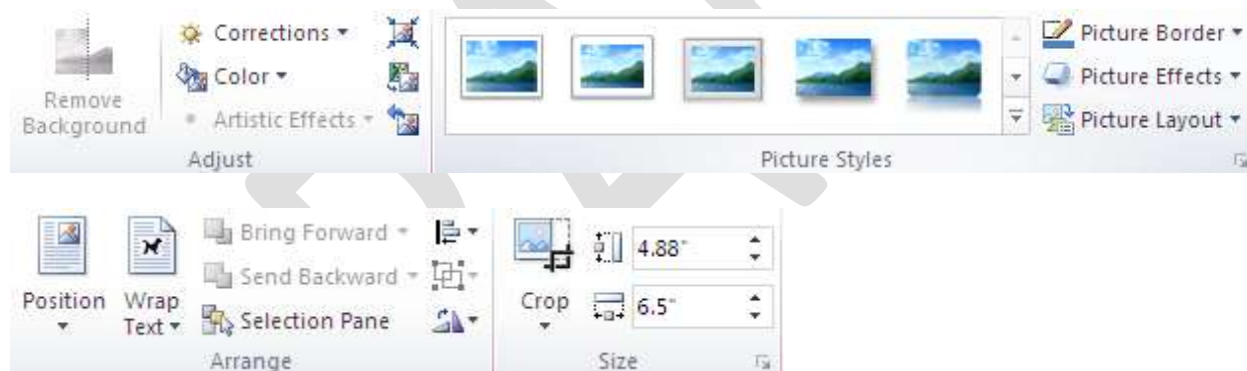 Remove
Background
Corrections
Color
Artistic Effects
Adjust
Picture Styles
Picture Border
Picture Effects
Picture Layout
Position
Wrap
Text
Bring Forward
Send Backward
Selection Pane
Arrange
Crop
4.88"
6.5"
Size